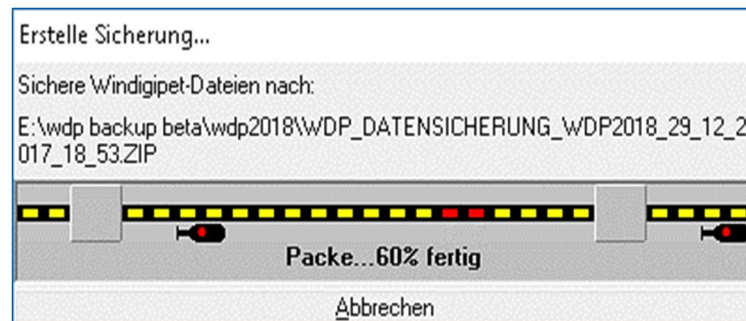 Erstelle Sicherung...
Sichere Windigipet-Dateien nach:
E:\wdp backup beta\wdp2018\WDP_DATENSICHERUNG_WDP2018_29_12_2
017_18_53.ZIP
Packe...60% fertig
Abbrechen